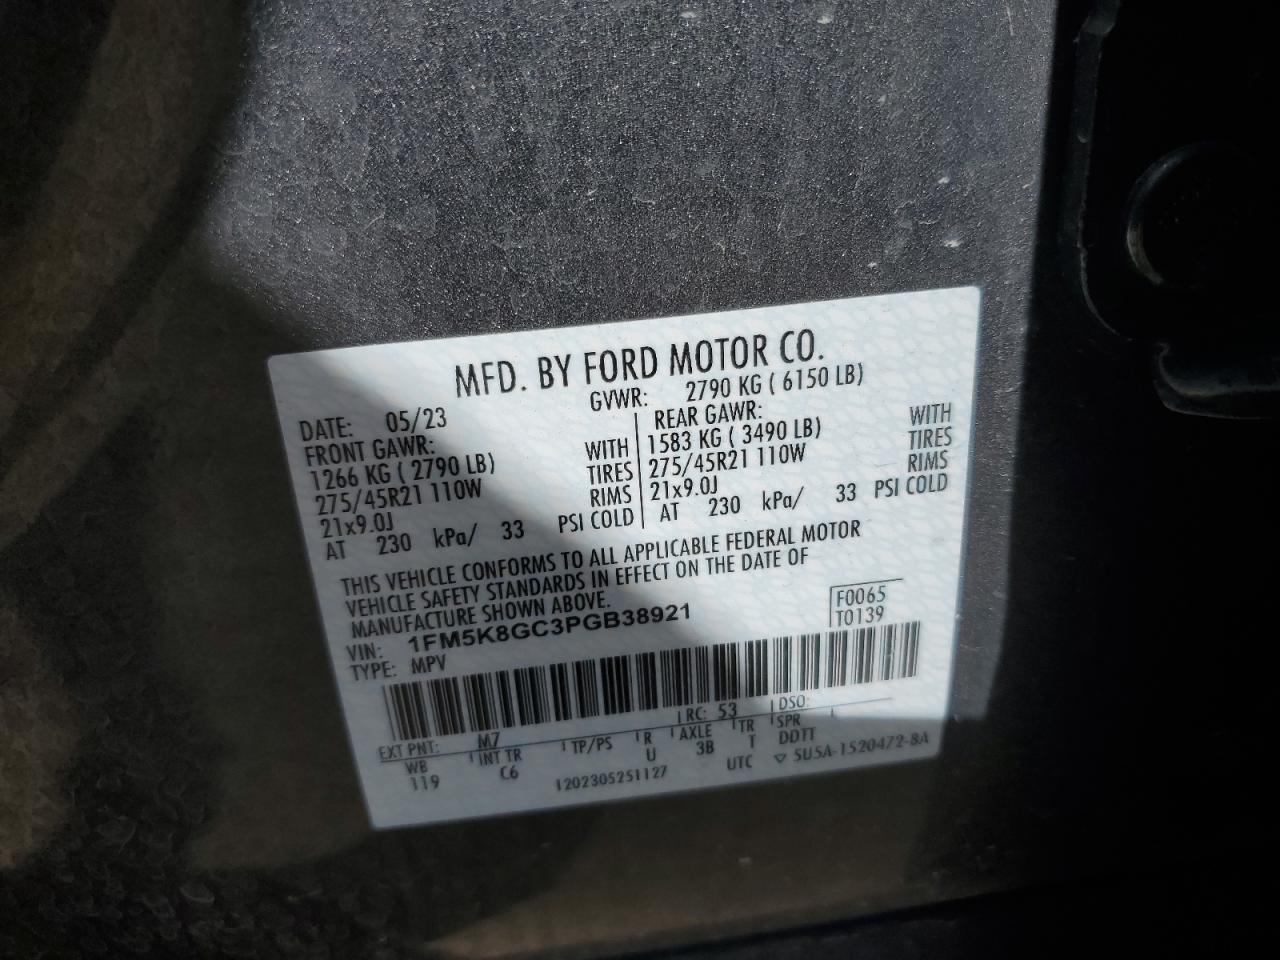 MFD. BY FORD MOTOR CO.
DATE: 05/23 GVWR: 2790 KG ( 6150 LB)
FRONT GAWR: REAR GAWR:
1266 KG ( 2790 LB) WITH 1583 KG ( 3490 LB) WITH
275/45R21 110W TIRES 275/45R21 110W TIRES
21x9.0J RIMS 21x9.0J RIMS
AT 230 kPa/ 33 PSI COLD AT 230 kPa/ 33 PSI COLD
THIS VEHICLE CONFORMS TO ALL APPLICABLE FEDERAL MOTOR
VEHICLE SAFETY STANDARDS IN EFFECT ON THE DATE OF
MANUFACTURE SHOWN ABOVE.
VIN: 1FM5K8GC3PGB38921 F0065
TYPE: MPV T0139
EXT PNT: M7 RC: 53 DSO:
WB INT TR TP/PS R AXLE TR SPR
119 C6 U 3B T DDTT
1202305251127 UTC ▽ 5U5A-1520472-8A